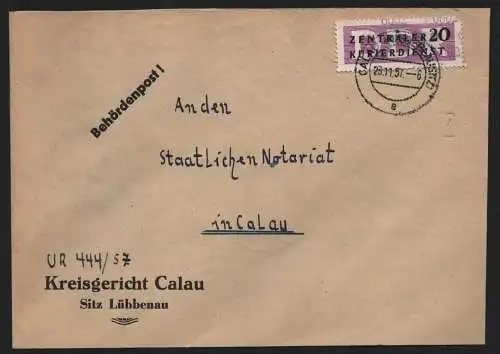 ZENTRALER 20
KURIERDIENST
29.11.57.
Behördenpost!
An den
Staatlichen Notariat
in Calau
UR 444/57
Kreisgericht Calau
Sitz Lübbenau